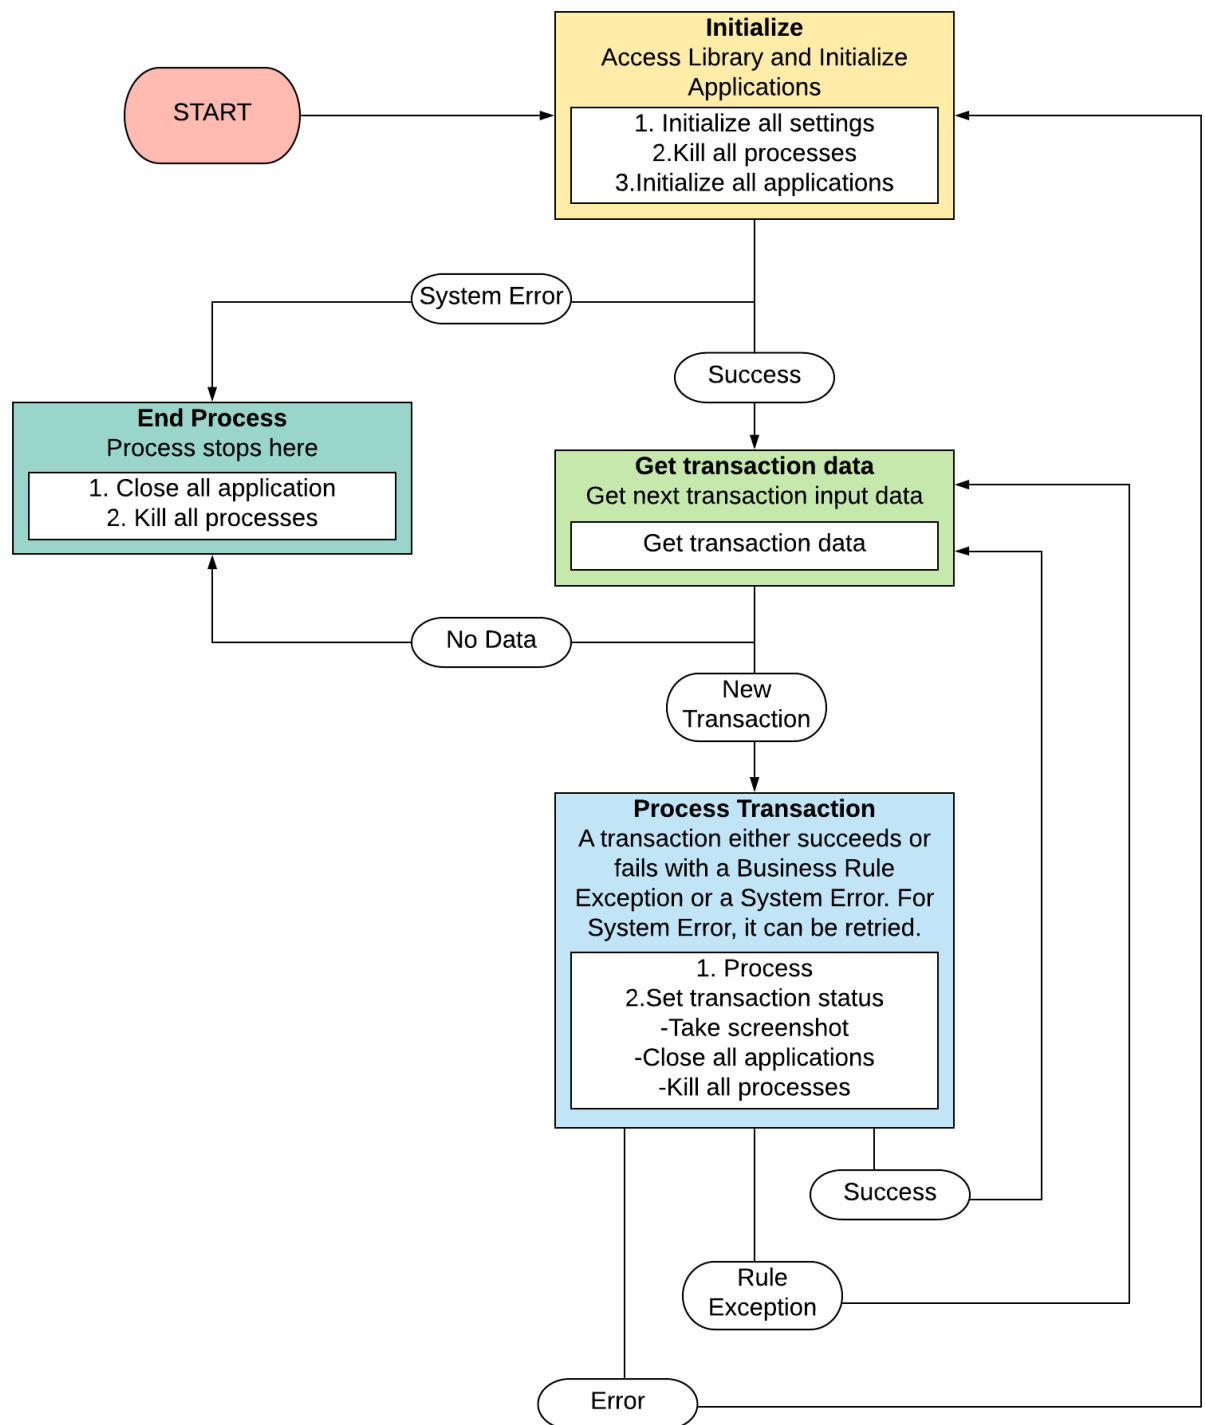 START
Initialize
Access Library and Initialize
Applications
1. Initialize all settings
2.Kill all processes
3.Initialize all applications
System Error
Success
End Process
Process stops here
1. Close all application
2. Kill all processes
Get transaction data
Get next transaction input data
Get transaction data
No Data
New
Transaction
Process Transaction
A transaction either succeeds or
fails with a Business Rule
Exception or a System Error. For
System Error, it can be retried.
1. Process
2.Set transaction status
-Take screenshot
-Close all applications
-Kill all processes
Success
Rule
Exception
Error